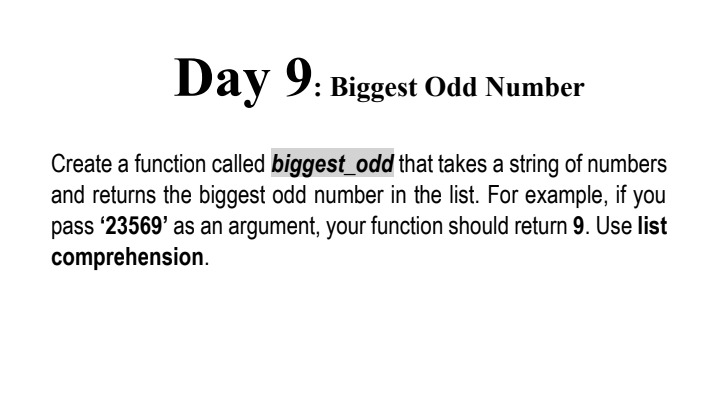 Day 9: Biggest Odd Number
Create a function called biggest_odd that takes a string of numbers
and returns the biggest odd number in the list. For example, if you
pass ‘23569’ as an argument, your function should return 9. Use list
comprehension.